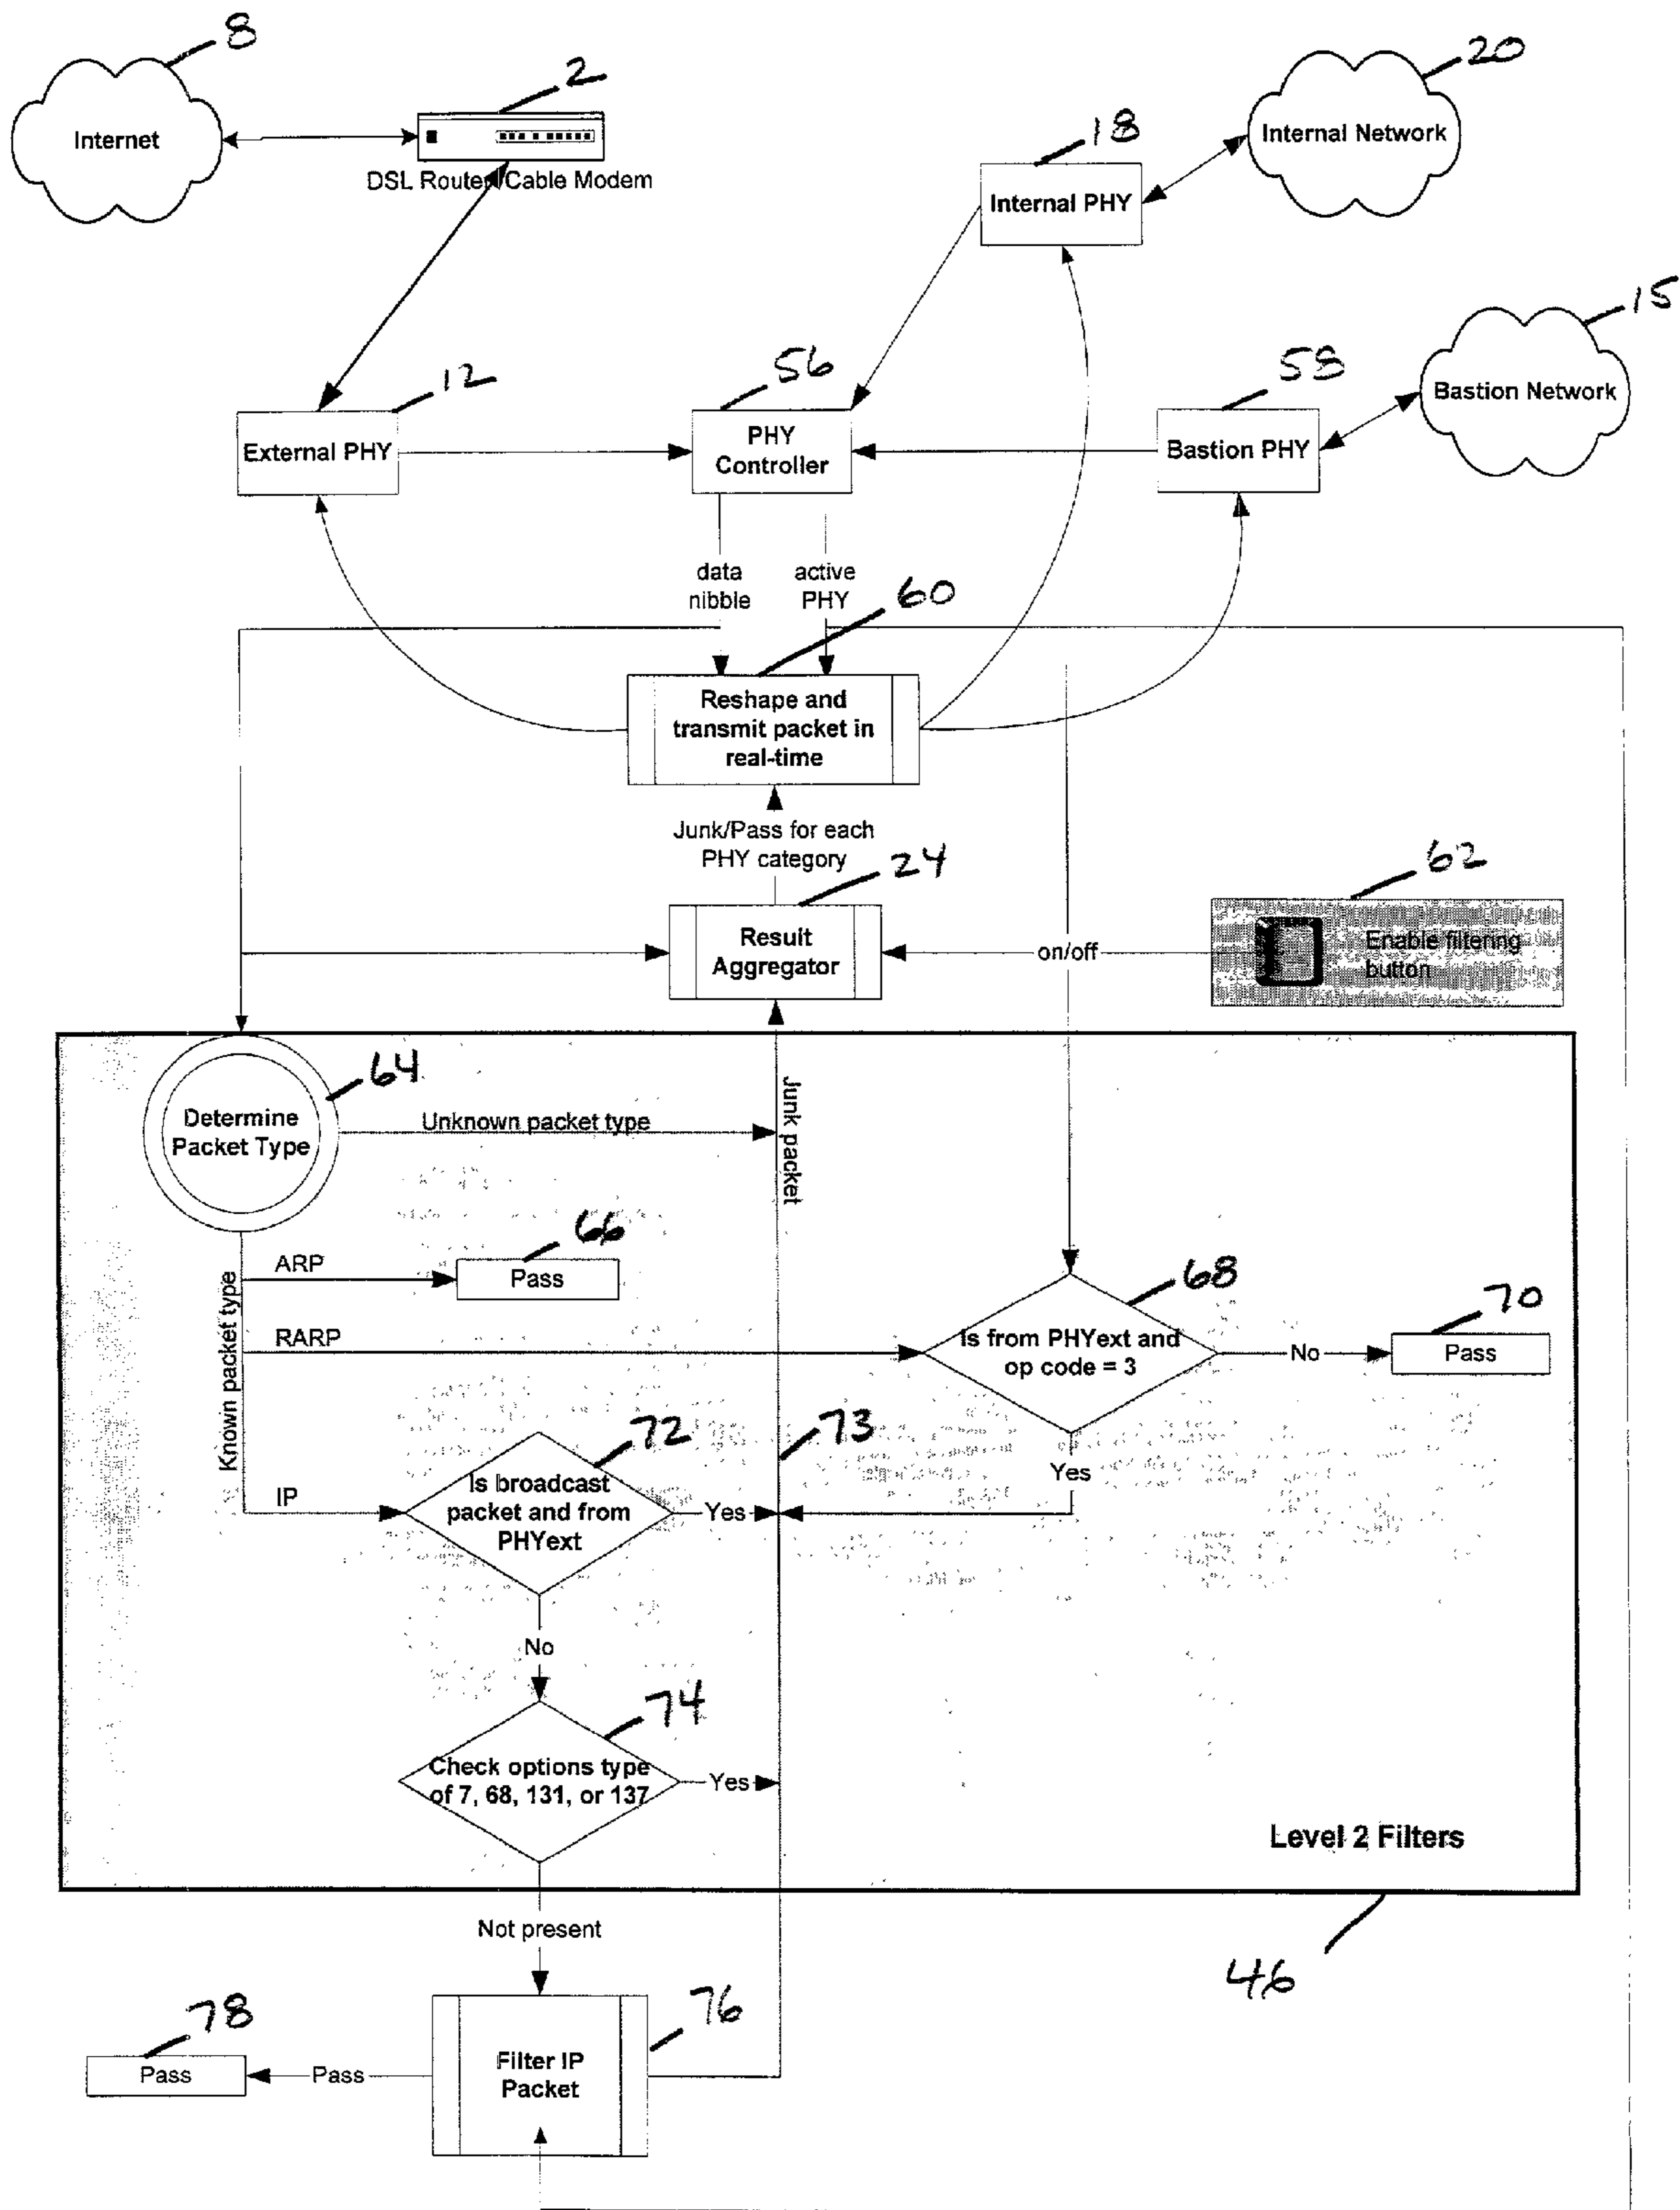 8
2
20
Internet
DSL Router/Cable Modem
18
Internal Network
Internal PHY
15
12
56
58
Bastion Network
External PHY
PHY
Controller
Bastion PHY
data
nibble
active
PHY
60
Reshape and
transmit packet in
real-time
Junk/Pass for each
PHY category
24
62
Result
Aggregator
on/off
Enable filtering
button
64
Determine
Packet Type
Unknown packet type
Junk packet
66
ARP
Pass
68
70
Known packet type
RARP
Is from PHYext and
op code = 3
No
Pass
72
73
Yes
IP
Is broadcast
packet and from
PHYext
Yes
No
74
Check options type
of 7, 68, 131, or 137
Yes
Level 2 Filters
Not present
46
78
76
Pass
Pass
Filter IP
Packet